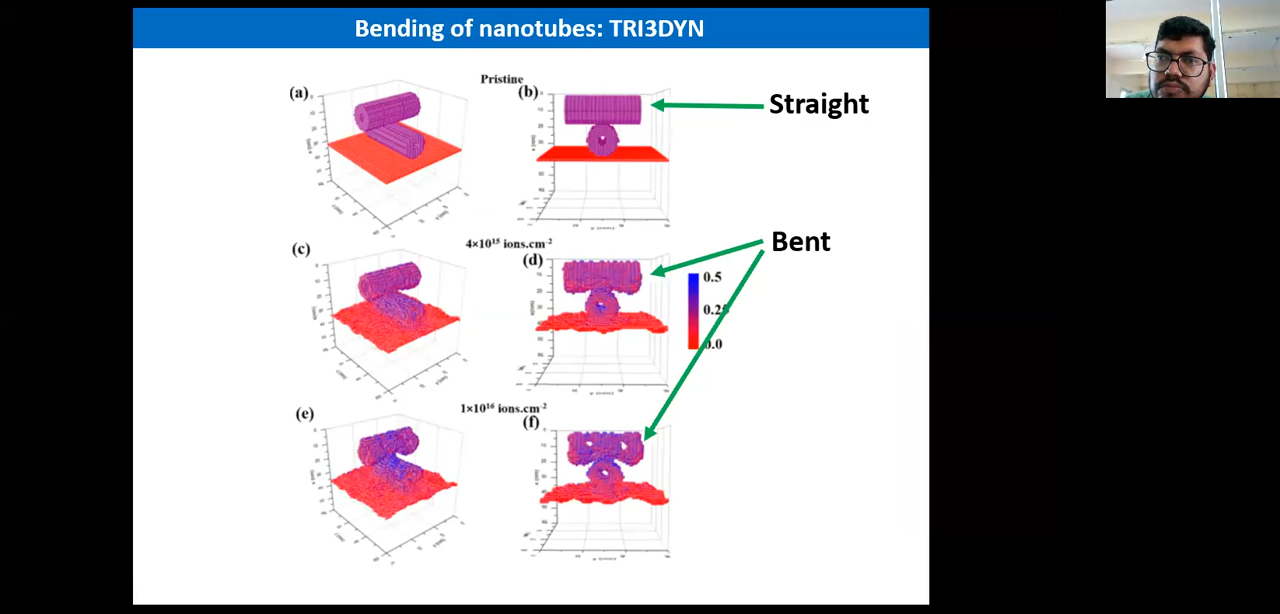 Bending of nanotubes: TRI3DYN
Pristine
(a)
(b)
Straight
4×10¹⁵ ions.cm⁻²
(c)
(d)
Bent
0.5
0.25
0.0
1×10¹⁶ ions.cm⁻²
(e)
(f)